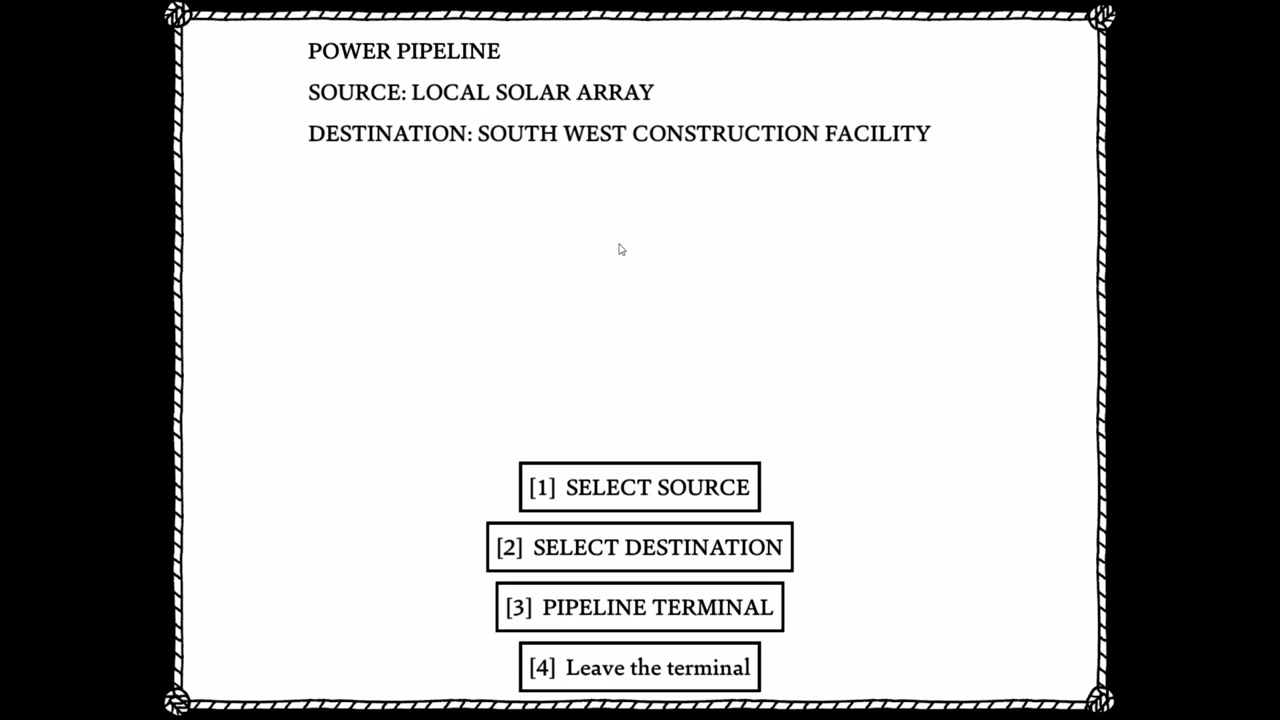 POWER PIPELINE
SOURCE: LOCAL SOLAR ARRAY
DESTINATION: SOUTH WEST CONSTRUCTION FACILITY
[1] SELECT SOURCE
[2] SELECT DESTINATION
[3] PIPELINE TERMINAL
[4] Leave the terminal